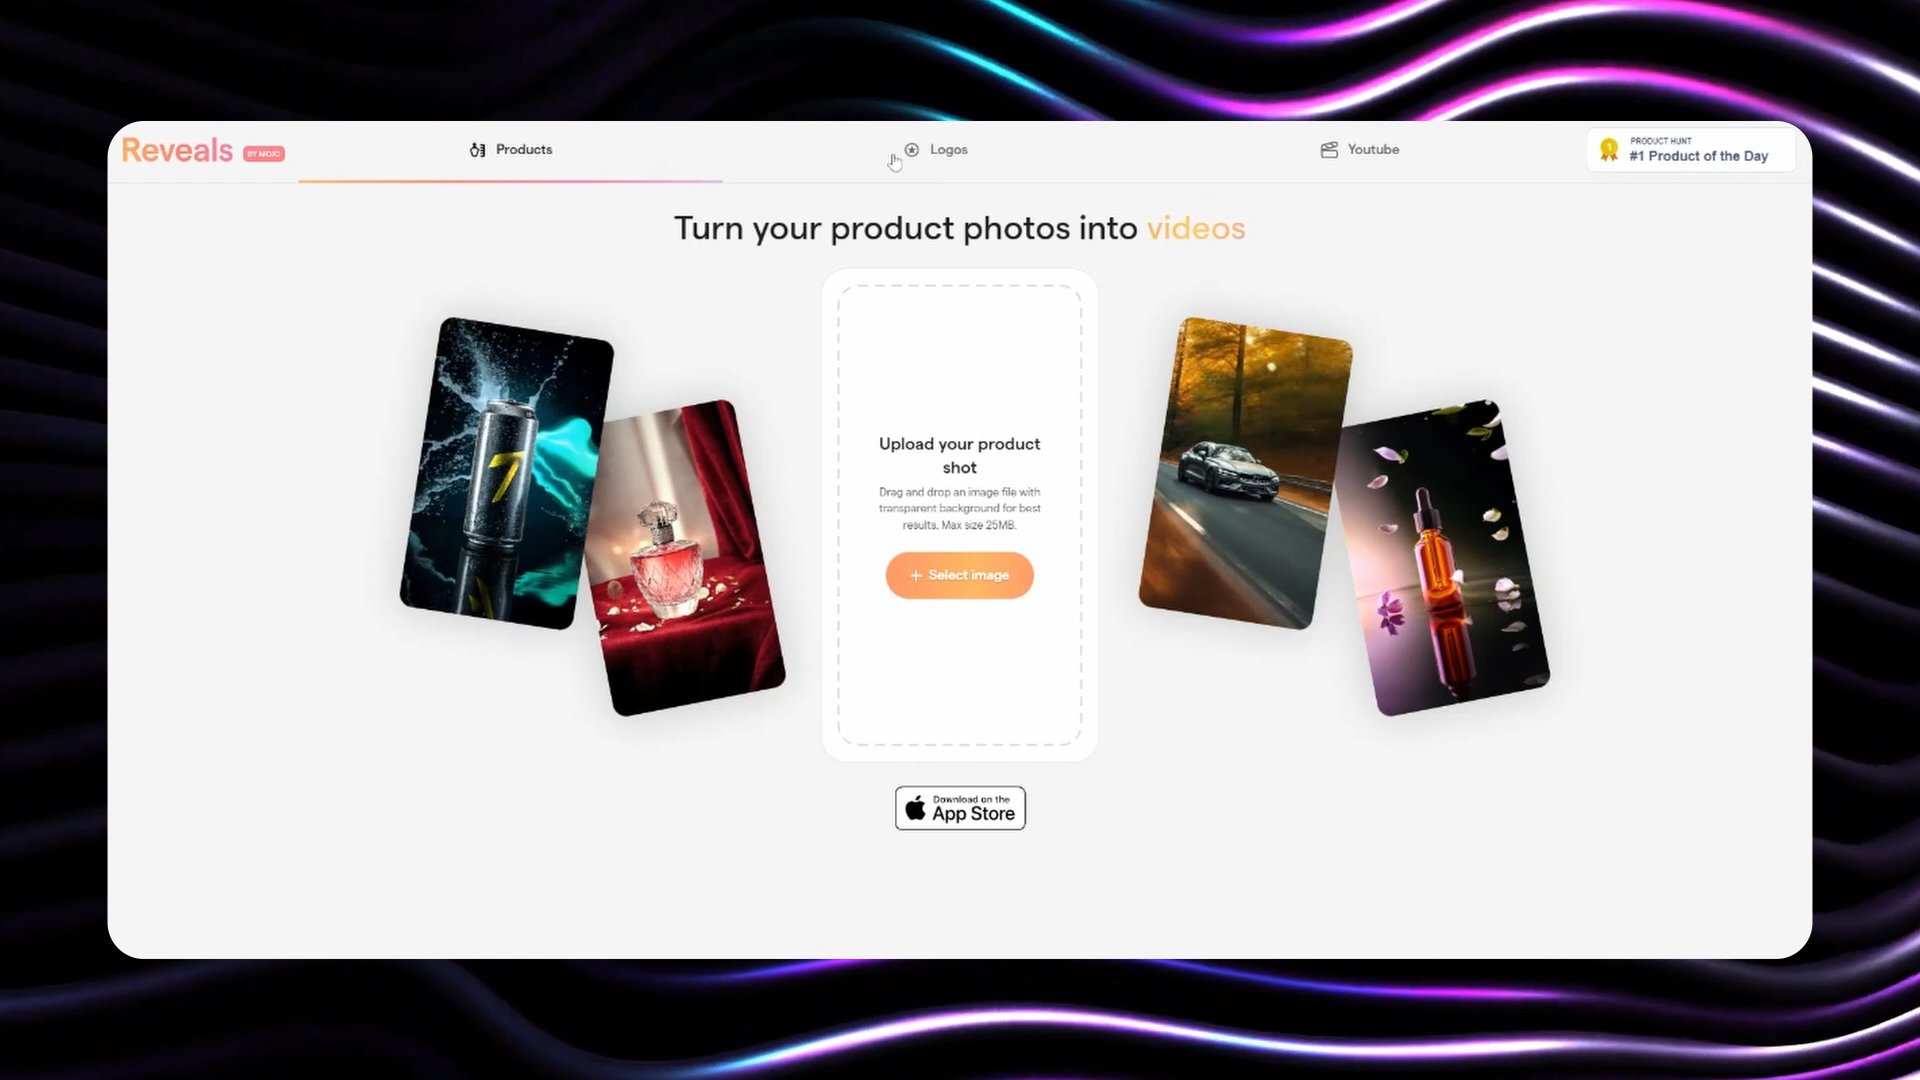 Reveals BY MOJO
Products
Logos
Youtube
PRODUCT HUNT
#1 Product of the Day
1
Turn your product photos into videos
7
Upload your product
shot
Drag and drop an image file with
transparent background for best
results. Max size 25MB.
+ Select image
Download on the
App Store